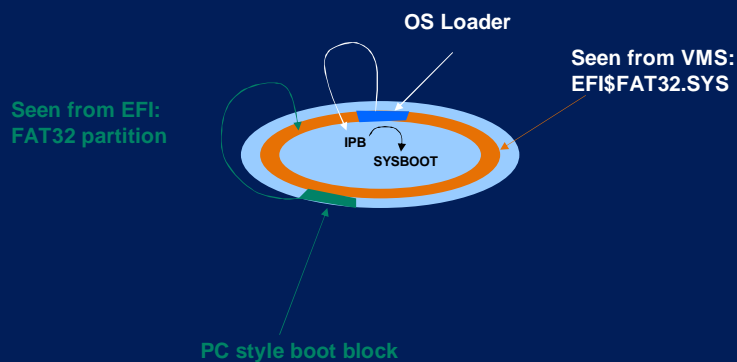 OS Loader
Seen from VMS:
EFI$FAT32.SYS
Seen from EFI:
FAT32 partition
IPB
SYSBOOT
PC style boot block